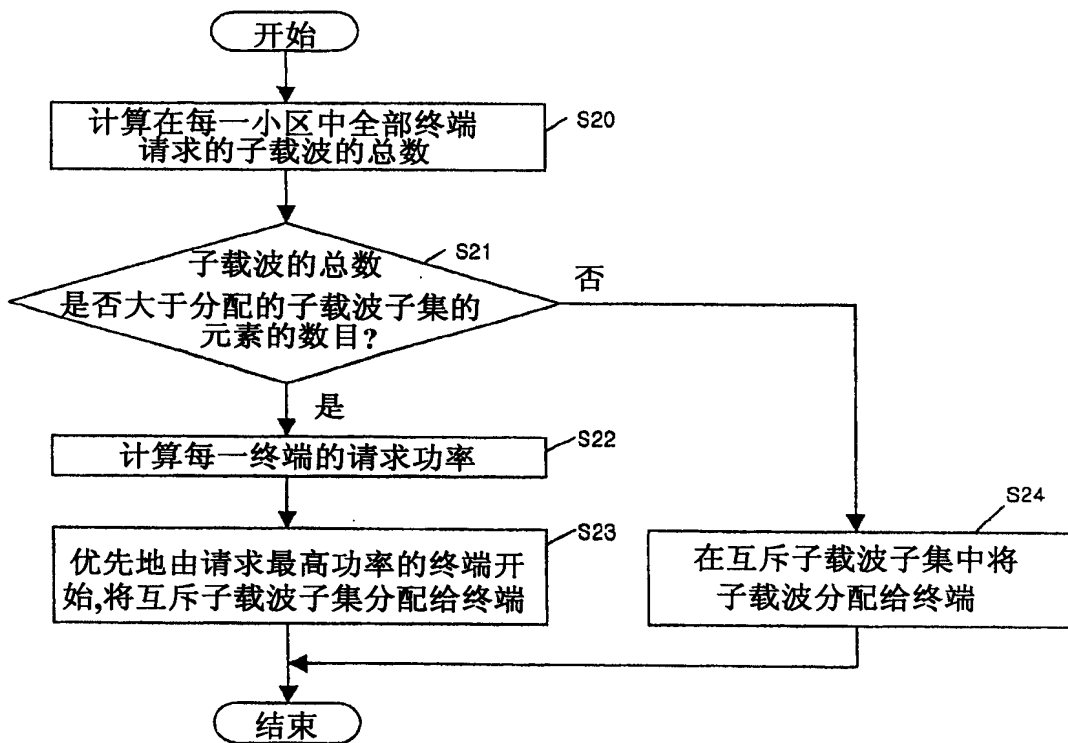 开始
计算在每一小区中全部终端
请求的子载波的总数
S20
子载波的总数
是否大于分配的子载波子集的
元素的数目?
S21
否
是
计算每一终端的请求功率
S22
优先地由请求最高功率的终端开
始,将互斥子载波子集分配给终端
S23
在互斥子载波子集中将
子载波分配给终端
S24
结束